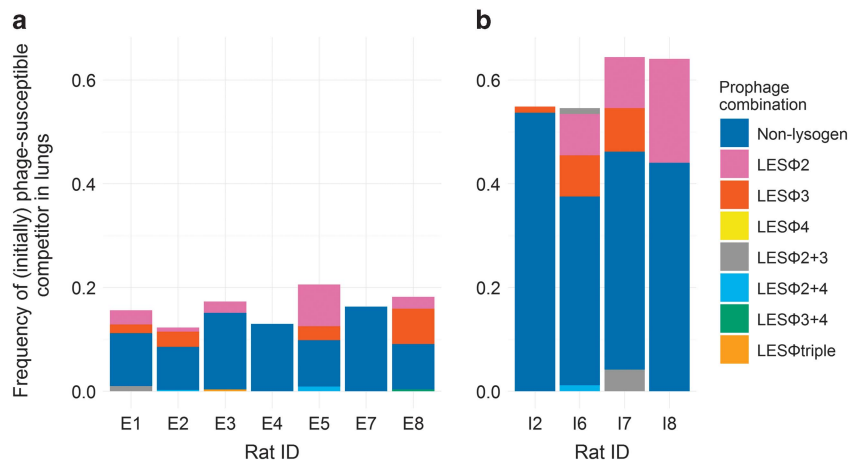 a
b
Frequency of (initially) phage-susceptible
competitor in lungs
0.6
0.4
0.2
0.0
E1 E2 E3 E4 E5 E7 E8
Rat ID
0.6
0.4
0.2
0.0
I2 I6 I7 I8
Rat ID
Prophage
combination
Non-lysogen
LESΦ2
LESΦ3
LESΦ4
LESΦ2+3
LESΦ2+4
LESΦ3+4
LESΦtriple